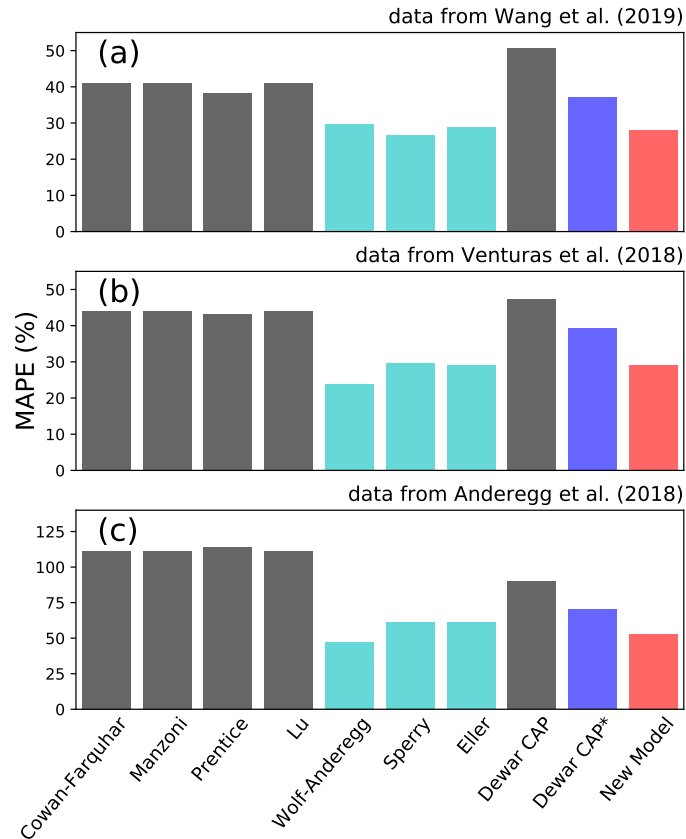 data from Wang et al. (2019)
(a)
50
40
30
20
10
0
data from Venturas et al. (2018)
(b)
50
40
30
20
10
0
MAPE (%)
data from Anderegg et al. (2018)
(c)
125
100
75
50
25
0
Cowan-Farquhar
Manzoni
Prentice
Lu
Wolf-Anderegg
Sperry
Eller
Dewar CAP
Dewar CAP*
New Model